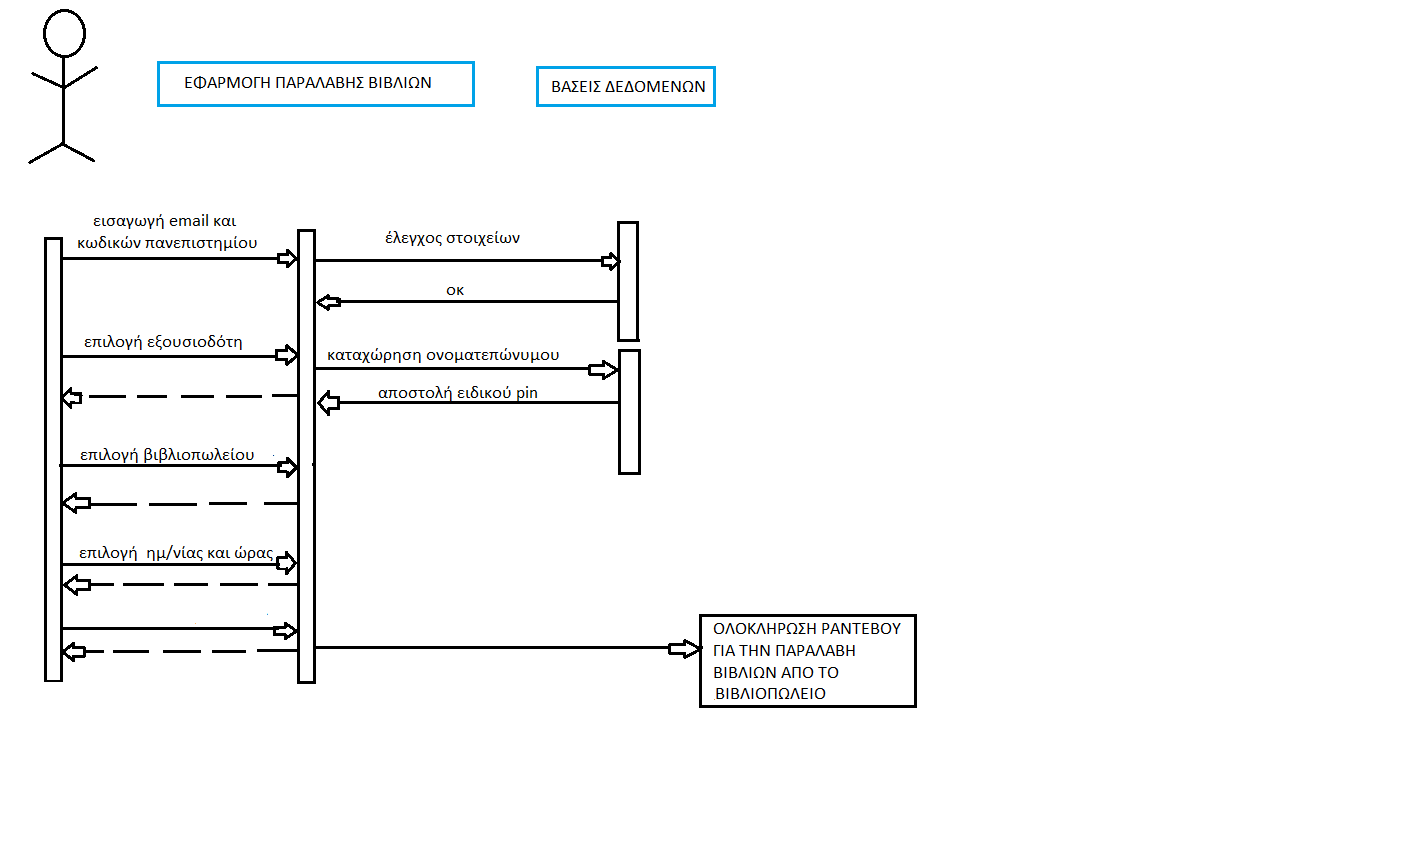 ΕΦΑΡΜΟΓΗ ΠΑΡΑΛΑΒΗΣ ΒΙΒΛΙΩΝ
ΒΑΣΕΙΣ ΔΕΔΟΜΕΝΩΝ
εισαγωγή email και
κωδικών πανεπιστημίου
έλεγχος στοιχείων
οκ
επιλογή εξουσιοδότη
καταχώρηση ονοματεπώνυμου
αποστολή ειδικού pin
επιλογή βιβλιοπωλείου
επιλογή ημ/νίας και ώρας
ΟΛΟΚΛΗΡΩΣΗ ΡΑΝΤΕΒΟΥ
ΓΙΑ ΤΗΝ ΠΑΡΑΛΑΒΗ
ΒΙΒΛΙΩΝ ΑΠΟ ΤΟ
ΒΙΒΛΙΟΠΩΛΕΙΟ